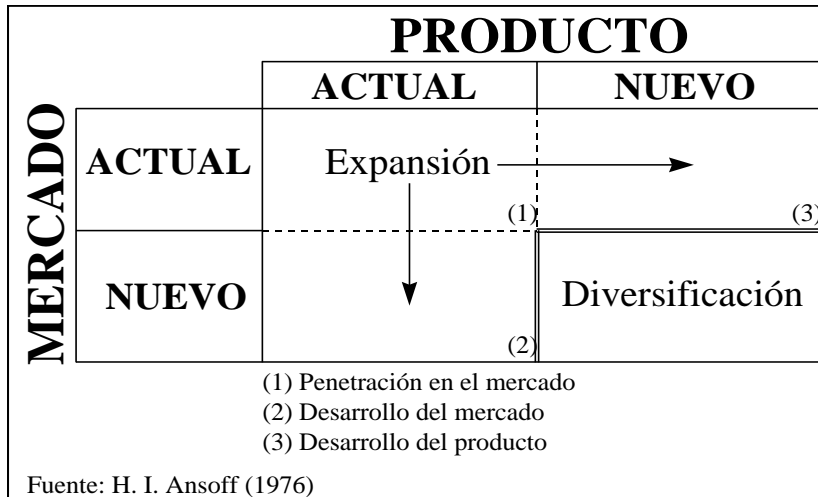 PRODUCTO
ACTUAL NUEVO
MERCADO
ACTUAL Expansión
(1) (3)
NUEVO Diversificación
(2)
(1) Penetración en el mercado
(2) Desarrollo del mercado
(3) Desarrollo del producto
Fuente: H. I. Ansoff (1976)